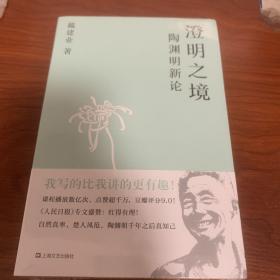 戴建业 著
澄明之境
陶渊明新论
我写的比我讲的更有趣!
课程播放数亿次,点赞超千万,豆瓣评99.0!
《人民日报》专文盛赞:红得有理!
自然真率,楚人风范,陶渊明千年之后真知己
上海文艺出版社